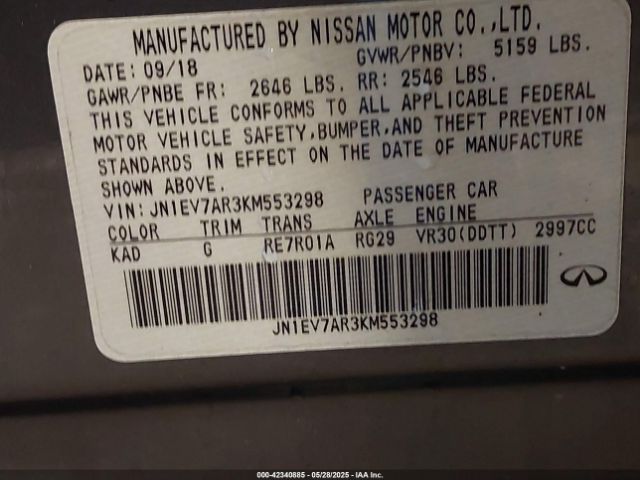 MANUFACTURED BY NISSAN MOTOR CO.,LTD.
DATE: 09/18 GVWR/PNBV: 5159 LBS.
GAWR/PNBE FR: 2646 LBS. RR: 2546 LBS.
THIS VEHICLE CONFORMS TO ALL APPLICABLE FEDERAL
MOTOR VEHICLE SAFETY,BUMPER,AND THEFT PREVENTION
STANDARDS IN EFFECT ON THE DATE OF MANUFACTURE
SHOWN ABOVE.
VIN: JN1EV7AR3KM553298 PASSENGER CAR
COLOR TRIM TRANS AXLE ENGINE
KAD G RE7R01A RG29 VR30(DDTT) 2997CC
JN1EV7AR3KM553298
000-42340885 - 05/28/2025 - IAA Inc.